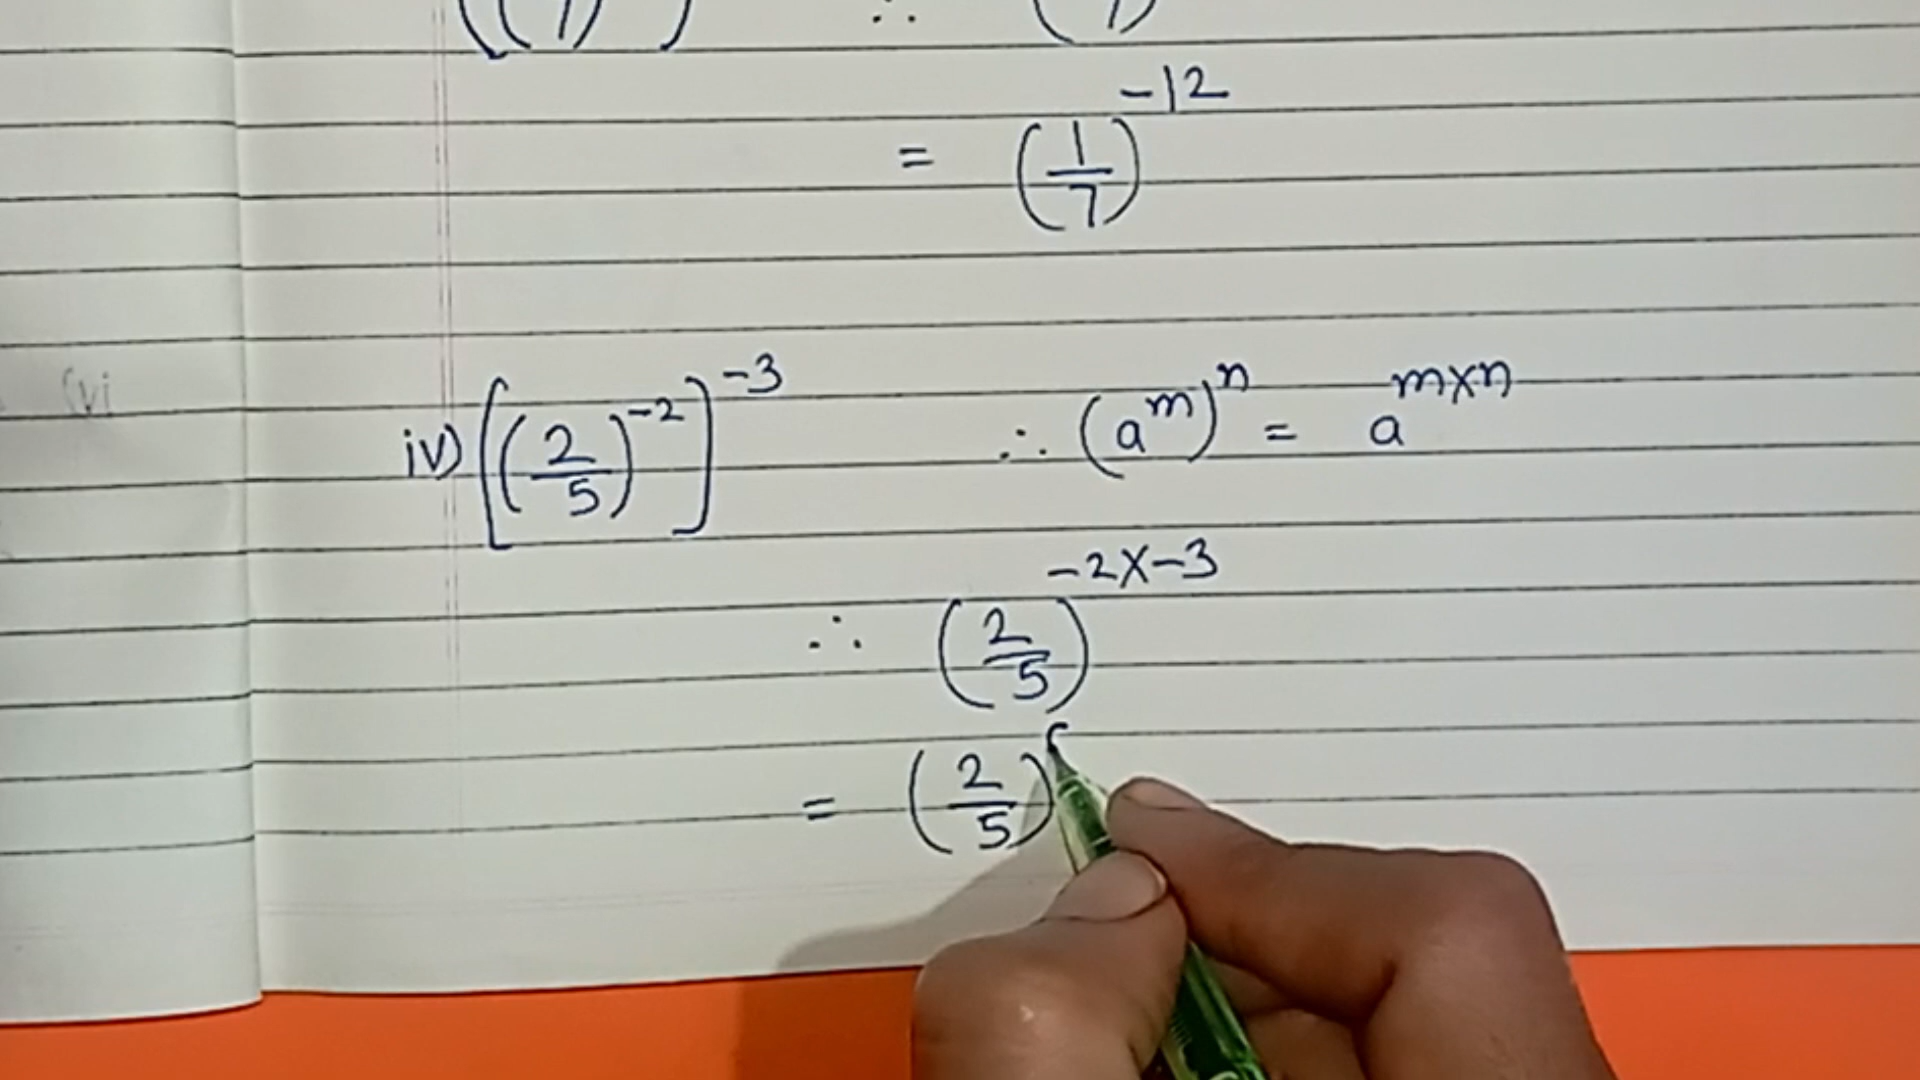 = (1/7)^-12
iv) [(2/5)^-2]^-3 ∴ (a^m)^n = a^m×n
∴ (2/5)^-2×-3
= (2/5)